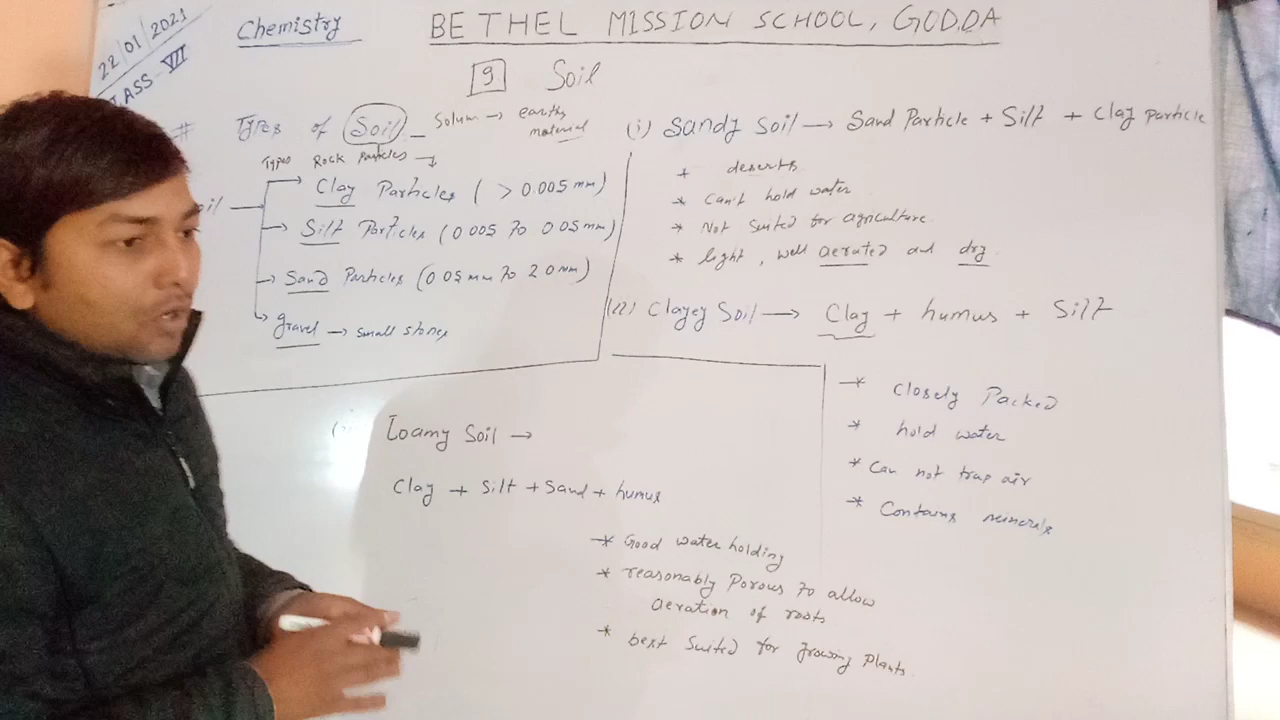 22/01/2021
CLASS - VII
Chemistry
BETHEL MISSION SCHOOL, GODDA
9 Soil
# Types of Soil - Solum → earthy material
Types Rock Particles →
Soil
Clay Particles ( > 0.005 mm)
Silt Particles (0.005 To 0.05 mm)
Sand Particles (0.05 mm To 2.0 mm)
gravel → small stones
(i) Sandy Soil → Sand Particle + Silt + Clay particle
+ deserts
* Can't hold water
* Not suited for agriculture
* light, well aerated and dry
(ii) Clayey Soil → Clay + humus + Silt
* Closely Packed
* hold water
* Can not trap air
* Contains minerals
Loamy Soil →
Clay + Silt + Sand + humus
* Good water holding
* reasonably Porous to allow
aeration of roots
* best suited for growing Plants